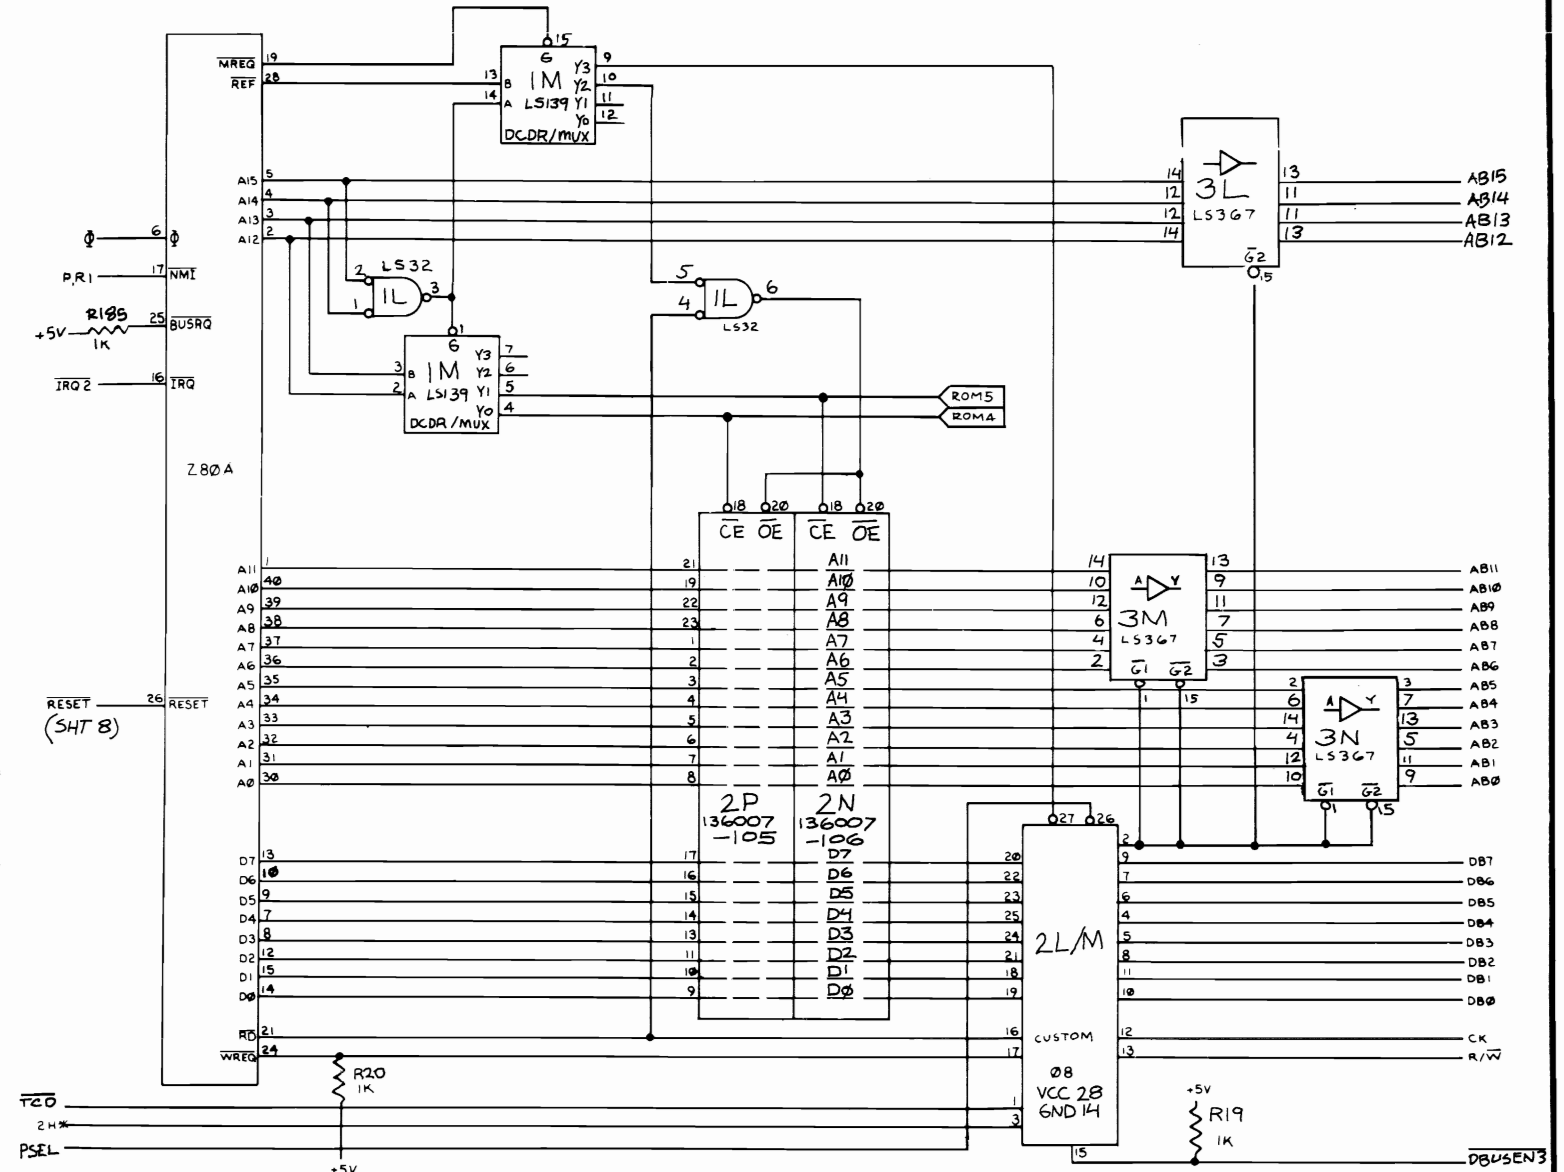 15
G
MREQ 19
REF 28
13 B 1M Y3 9
14 A LS139 Y2 10
Y1 11
Y0 12
DCDR/MUX
A15 5
A14 4
A13 3
A12 2
14 3L 13 AB15
12 LS367 11 AB14
12 11 AB13
14 13 AB12
G2
15
Φ 6 Φ
P,R1 17 NMI
R185
+5V 1K 25 BUSRQ
IRQ2 16 IRQ
Z80A
LS32
2 1L 3
1
5 1L 6
4
LS32
1
G
3 B 1M Y3 7
2 A LS139 Y2 6
Y1 5
Y0 4
DCDR/MUX
ROM5
ROM4
18 20 18 20
CE OE CE OE
A11 1 21 A11 14 13 AB11
A10 40 19 A10 10 9 AB10
A9 39 22 A9 12 11 AB9
A8 38 23 A8 6 7 AB8
A7 37 1 A7 4 5 AB7
A6 36 2 A6 2 3 AB6
A Y
3M
LS367
G1 G2
1 15
A5 35 3 A5 2 3 AB5
RESET 26 RESET
(SHT 8)
A4 34 4 A4 6 7 AB4
A3 33 5 A3 14 13 AB3
A2 32 6 A2 4 5 AB2
A1 31 7 A1 12 11 AB1
A0 30 8 A0 10 9 AB0
A Y
3N
LS367
G1 G2
1 15
2P 2N
136007 136007
-105 -106
27 26
2
D7 13 17 D7 20 9 DB7
D6 10 16 D6 22 7 DB6
D5 9 15 D5 23 6 DB5
D4 7 14 D4 25 4 DB4
D3 8 13 D3 24 5 DB3
D2 12 11 D2 21 8 DB2
D1 15 10 D1 18 11 DB1
D0 14 9 D0 19 10 DB0
2L/M
RD 21 16 CUSTOM 12 CK
WREQ 24 17 13 R/W
R20
1K
+5V
08
VCC 28
GND 14
+5V
R19
1K
TCO 1
2H* 3
PSEL
15 DBUSEN3